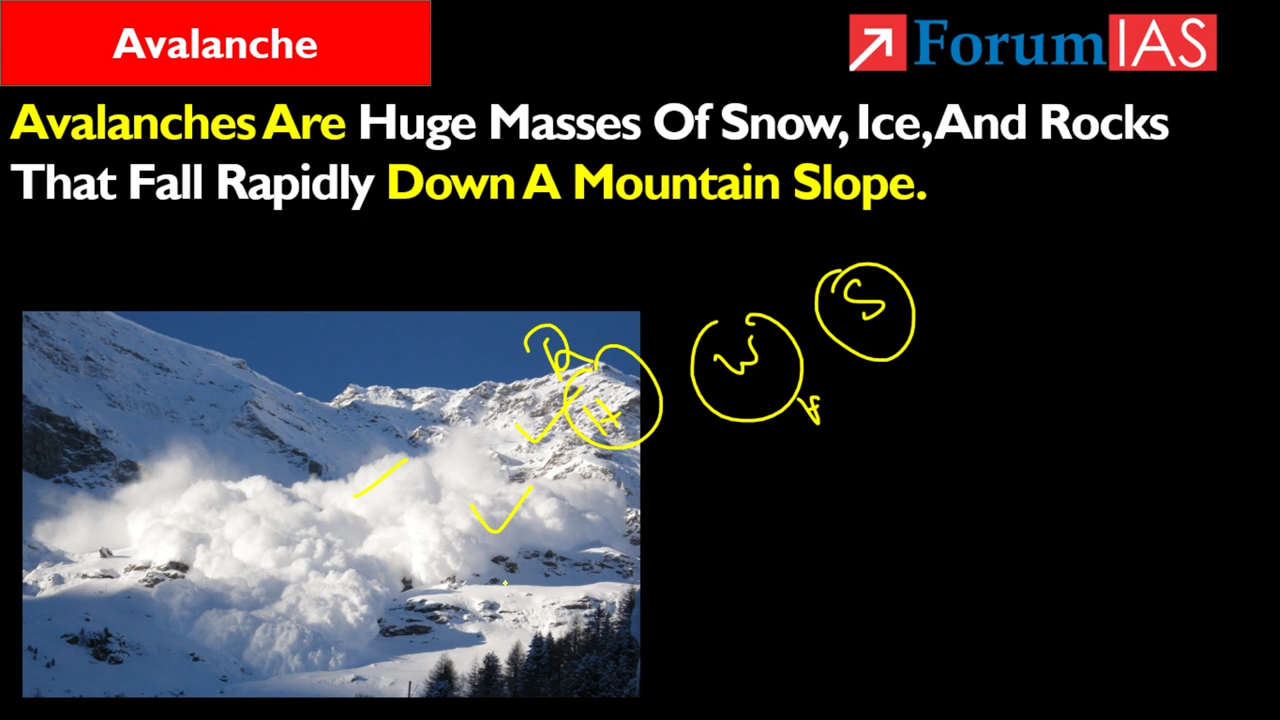 Avalanche
ForumIAS
Avalanches Are Huge Masses Of Snow, Ice, And Rocks
That Fall Rapidly Down A Mountain Slope.
S
W
H